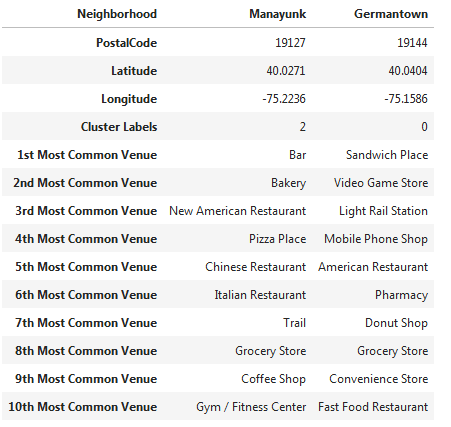 Neighborhood Manayunk Germantown
PostalCode 19127 19144
Latitude 40.0271 40.0404
Longitude -75.2236 -75.1586
Cluster Labels 2 0
1st Most Common Venue Bar Sandwich Place
2nd Most Common Venue Bakery Video Game Store
3rd Most Common Venue New American Restaurant Light Rail Station
4th Most Common Venue Pizza Place Mobile Phone Shop
5th Most Common Venue Chinese Restaurant American Restaurant
6th Most Common Venue Italian Restaurant Pharmacy
7th Most Common Venue Trail Donut Shop
8th Most Common Venue Grocery Store Grocery Store
9th Most Common Venue Coffee Shop Convenience Store
10th Most Common Venue Gym / Fitness Center Fast Food Restaurant